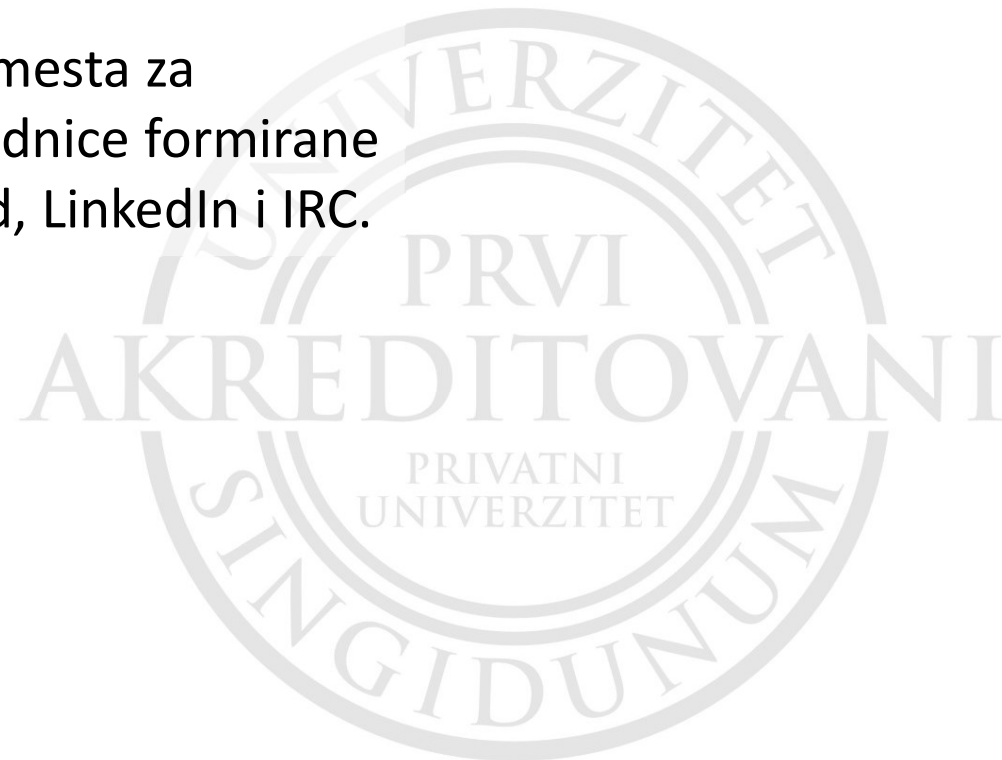 mesta za
dnice formirane
d, LinkedIn i IRC.
UNIVERZITET
PRVI
AKREDITOVANI
PRIVATNI
UNIVERZITET
SINGIDUNUM